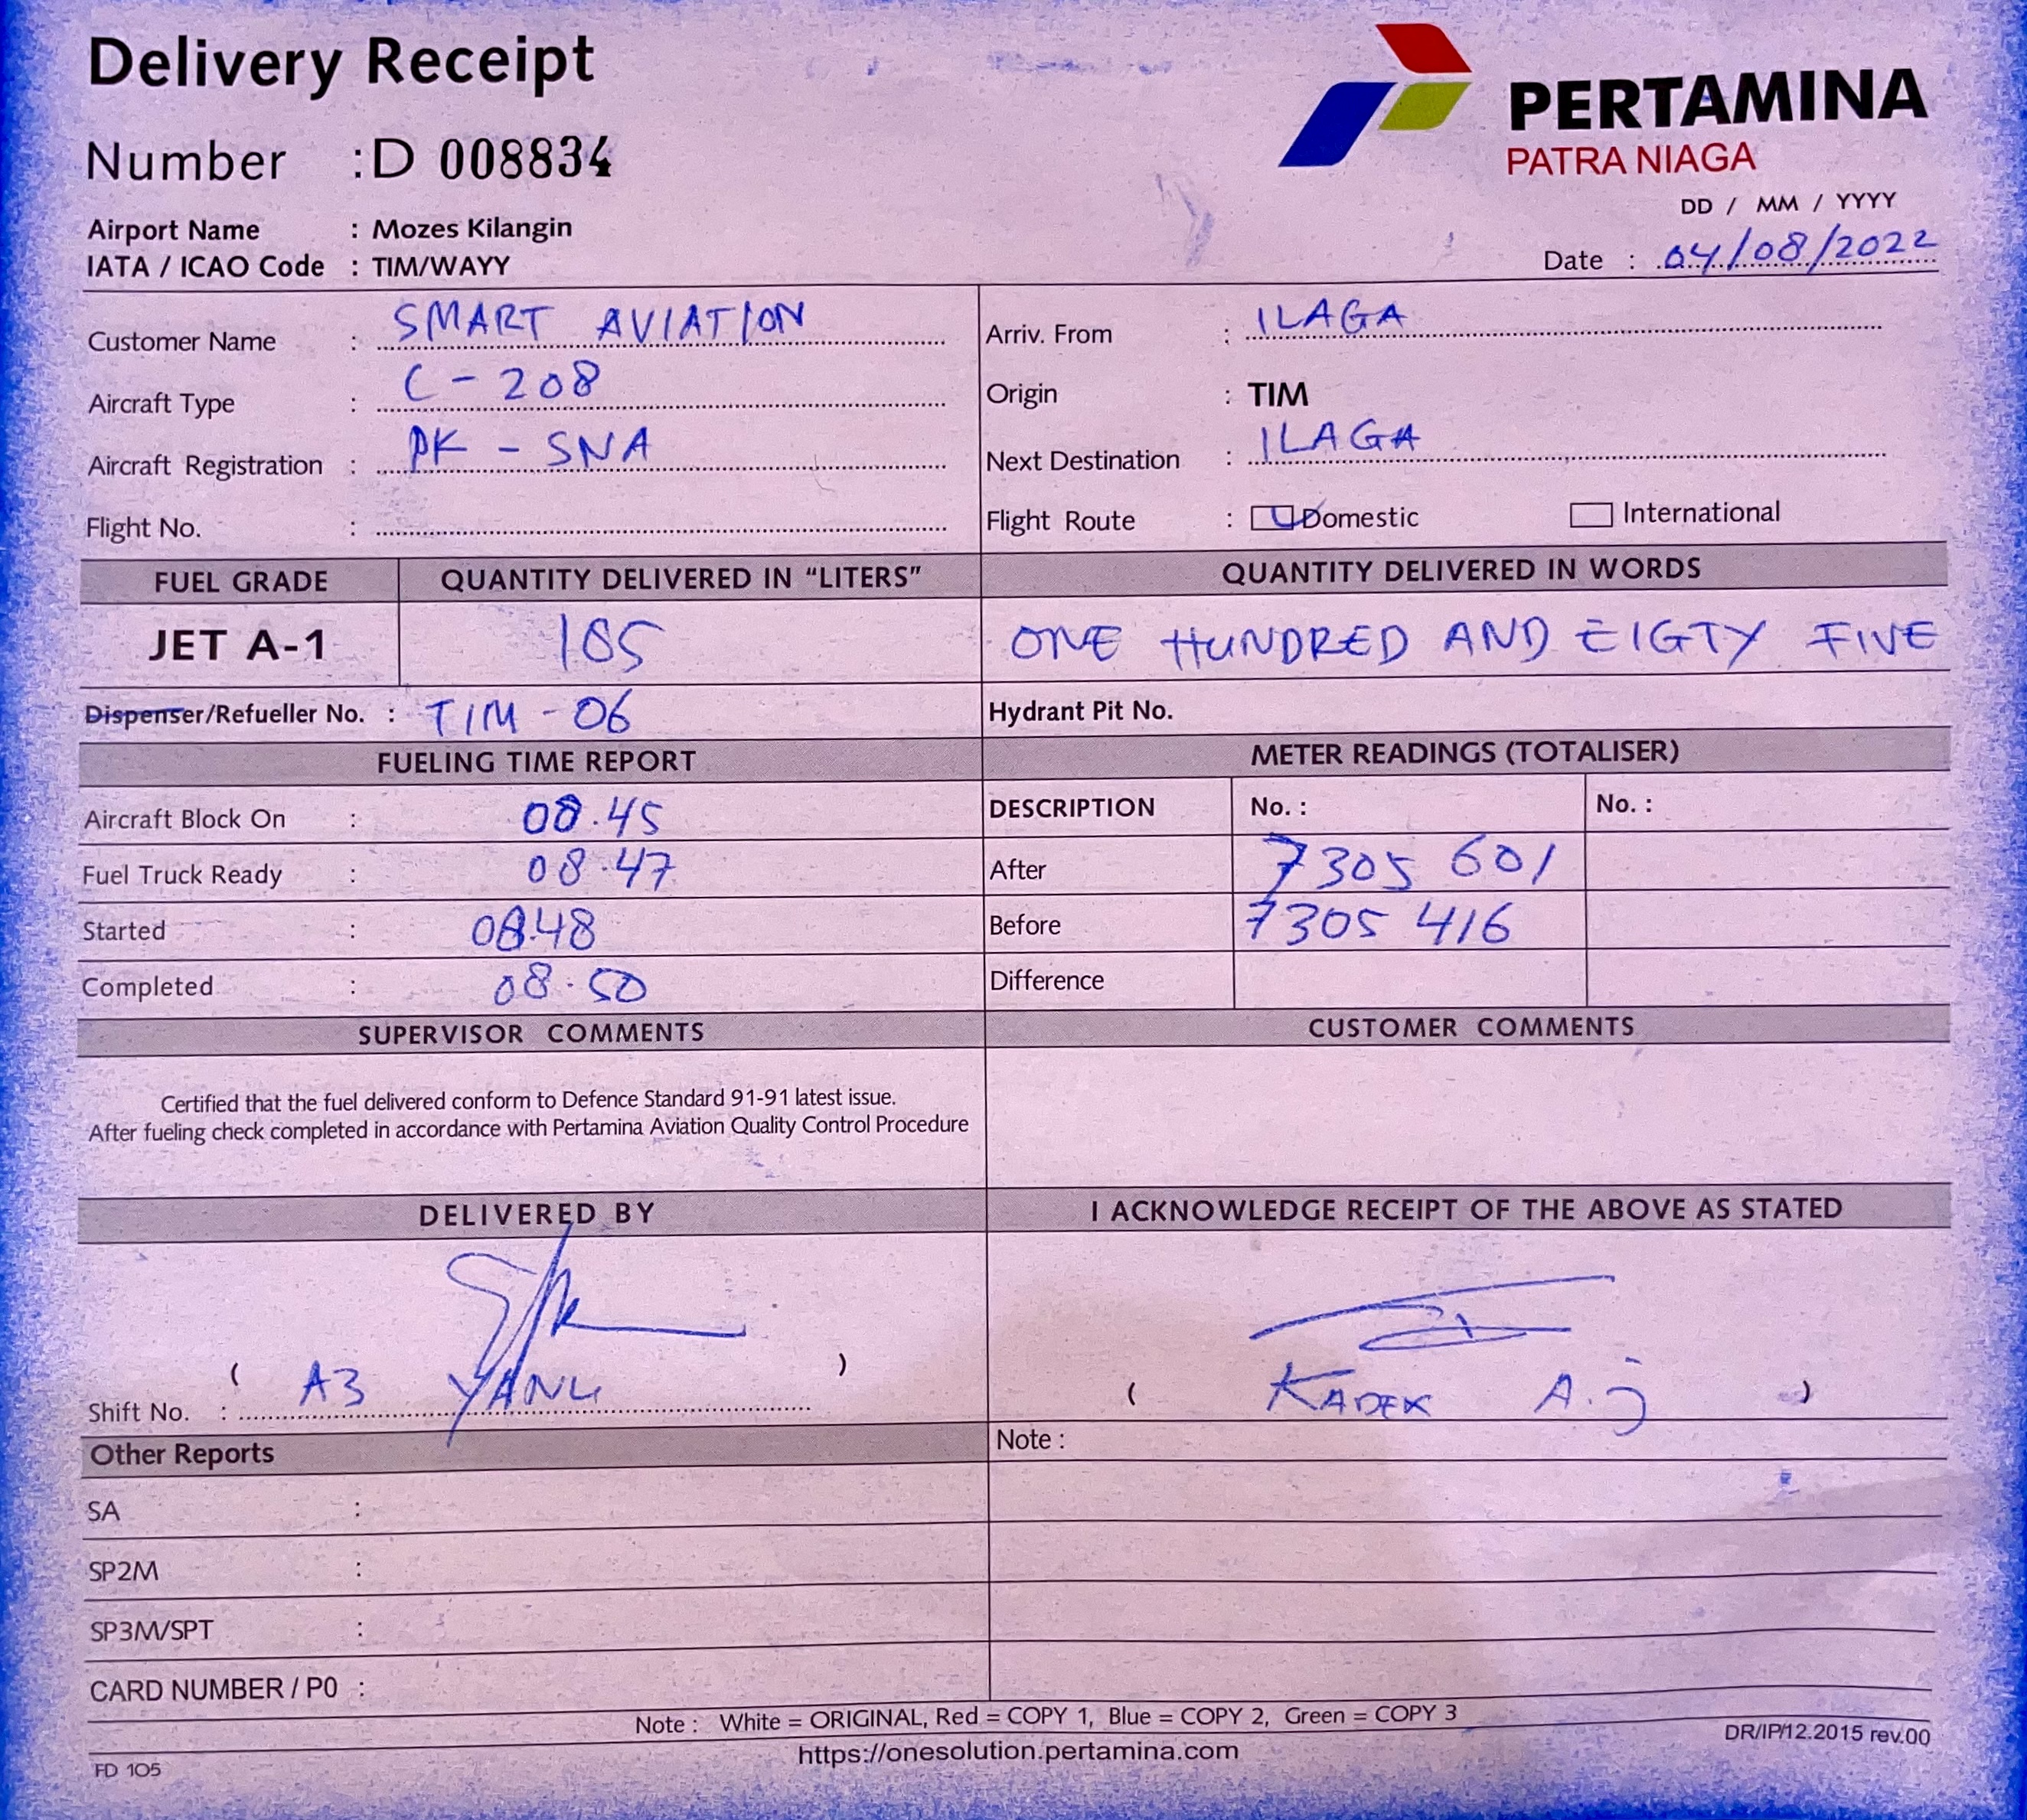 Delivery Receipt
Number : D 008834
PERTAMINA
PATRA NIAGA
Airport Name : Mozes Kilangin
IATA / ICAO Code : TIM/WAYY
DD / MM / YYYY
Date : 04/08/2022
Customer Name : SMART AVIATION
Aircraft Type : C - 208
Aircraft Registration : PK - SNA
Flight No. :
Arriv. From : ILAGA
Origin : TIM
Next Destination : ILAGA
Flight Route : Domestic International
FUEL GRADE QUANTITY DELIVERED IN "LITERS" QUANTITY DELIVERED IN WORDS
JET A-1 185 ONE HUNDRED AND EIGTY FIVE
Dispenser/Refueller No. : TIM - 06 Hydrant Pit No.
FUELING TIME REPORT METER READINGS (TOTALISER)
Aircraft Block On : 08.45 DESCRIPTION No. : No. :
Fuel Truck Ready : 08.47 After 7305 601
Started : 08.48 Before 7305 416
Completed : 08.50 Difference
SUPERVISOR COMMENTS CUSTOMER COMMENTS
Certified that the fuel delivered conform to Defence Standard 91-91 latest issue.
After fueling check completed in accordance with Pertamina Aviation Quality Control Procedure
DELIVERED BY I ACKNOWLEDGE RECEIPT OF THE ABOVE AS STATED
( )
Shift No. : A3
( KADEK A.J )
Other Reports Note :
SA :
SP2M :
SP3M/SPT :
CARD NUMBER / P0 :
Note : White = ORIGINAL, Red = COPY 1, Blue = COPY 2, Green = COPY 3
https://onesolution.pertamina.com
DR/IP/12.2015 rev.00
FD 105